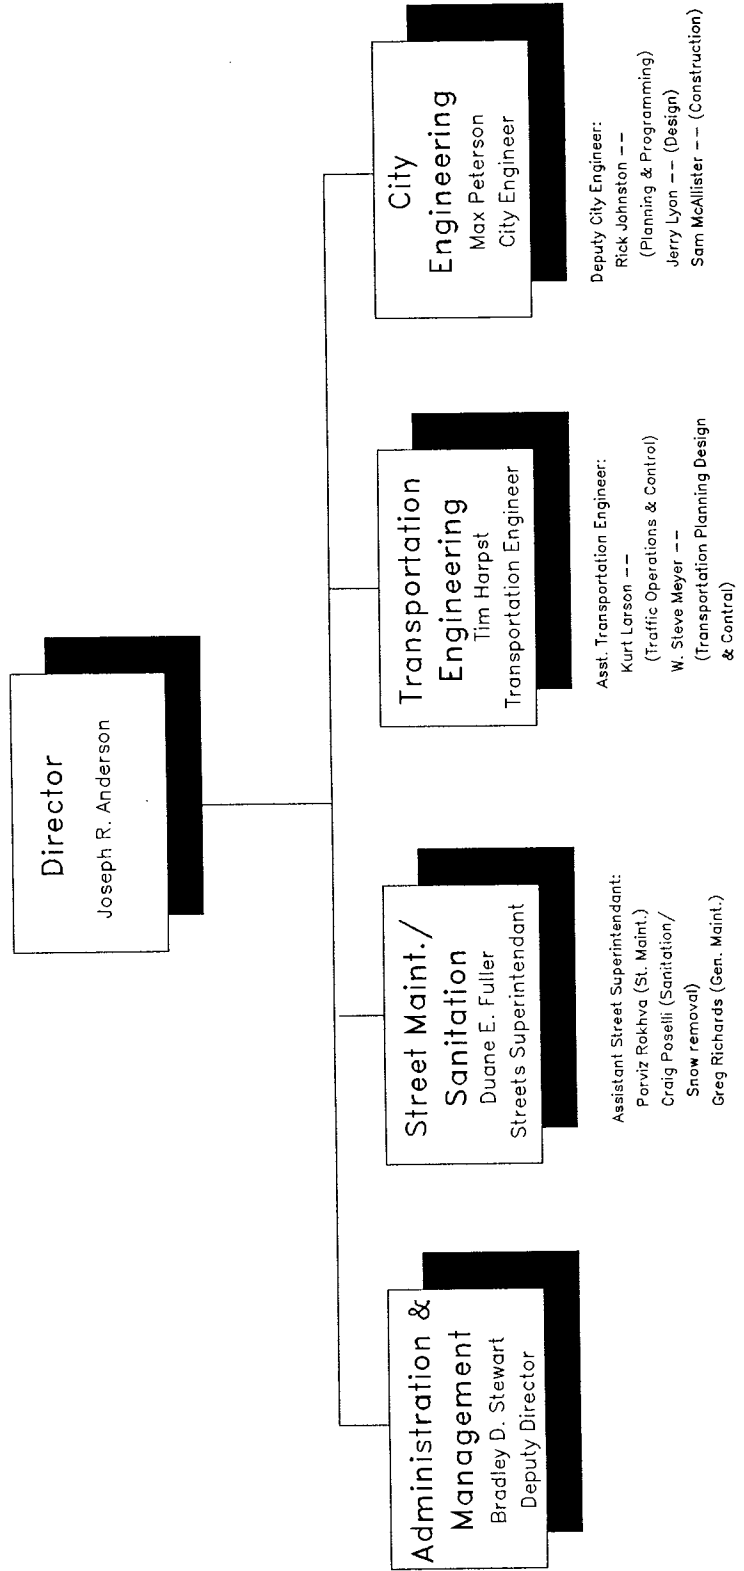 Director
Joseph R. Anderson
Administration &
Management
Bradley D. Stewart
Deputy Director
Street Maint./
Sanitation
Duane E. Fuller
Streets Superintendant
Assistant Street Superintendant:
Porviz Rokhva (St. Maint.)
Craig Poselli (Sanitation/
Snow removal)
Greg Richards (Gen. Maint.)
Transportation
Engineering
Tim Harpst
Transportation Engineer
Asst. Transportation Engineer:
Kurt Larson --
(Traffic Operations & Control)
W. Steve Meyer --
(Transportation Planning Design
& Control)
City
Engineering
Max Peterson
City Engineer
Deputy City Engineer:
Rick Johnston --
(Planning & Programming)
Jerry Lyon -- (Design)
Sam McAllister -- (Construction)